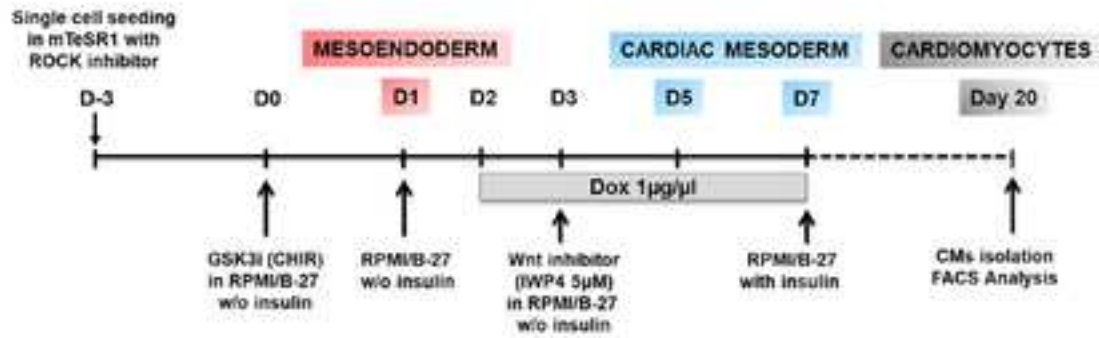 Single cell seeding
in mTeSR1 with
ROCK inhibitor
MESOENDODERM
CARDIAC MESODERM
CARDIOMYOCYTES
D-3
D0
D1
D2
D3
D5
D7
Day 20
Dox 1µg/µl
GSK3i (CHIR)
in RPMI/B-27
w/o insulin
RPMI/B-27
w/o insulin
Wnt inhibitor
(IWP4 5µM)
in RPMI/B-27
w/o insulin
RPMI/B-27
with insulin
CMs isolation
FACS Analysis